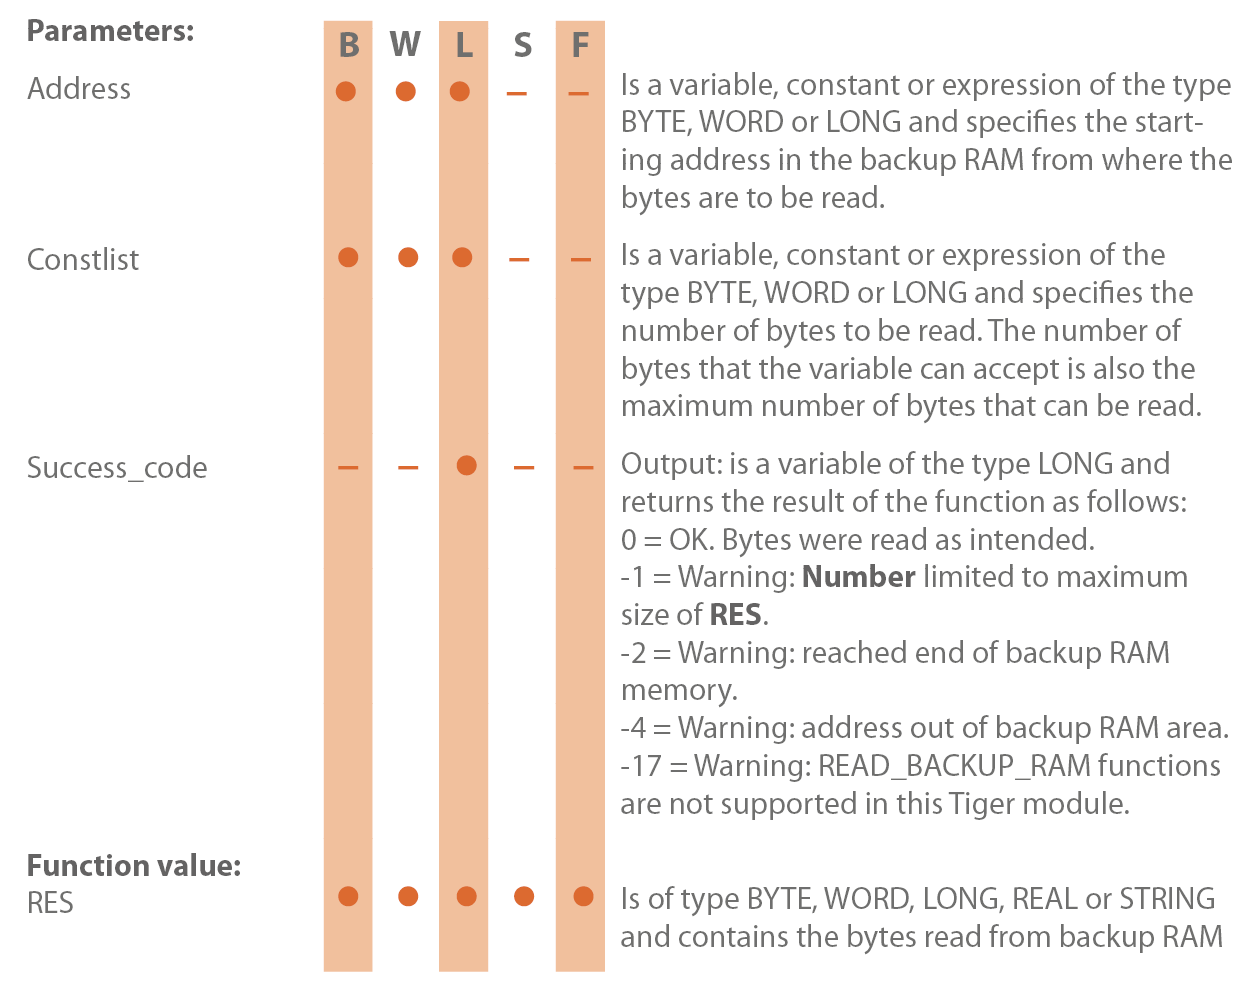 Parameters:
B W L S F
Address
● ● ● – –
Is a variable, constant or expression of the type
BYTE, WORD or LONG and specifies the start-
ing address in the backup RAM from where the
bytes are to be read.
Constlist
● ● ● – –
Is a variable, constant or expression of the
type BYTE, WORD or LONG and specifies the
number of bytes to be read. The number of
bytes that the variable can accept is also the
maximum number of bytes that can be read.
Success_code
– – ● – –
Output: is a variable of the type LONG and
returns the result of the function as follows:
0 = OK. Bytes were read as intended.
-1 = Warning: Number limited to maximum
size of RES.
-2 = Warning: reached end of backup RAM
memory.
-4 = Warning: address out of backup RAM area.
-17 = Warning: READ_BACKUP_RAM functions
are not supported in this Tiger module.
Function value:
RES
● ● ● ● ●
Is of type BYTE, WORD, LONG, REAL or STRING
and contains the bytes read from backup RAM